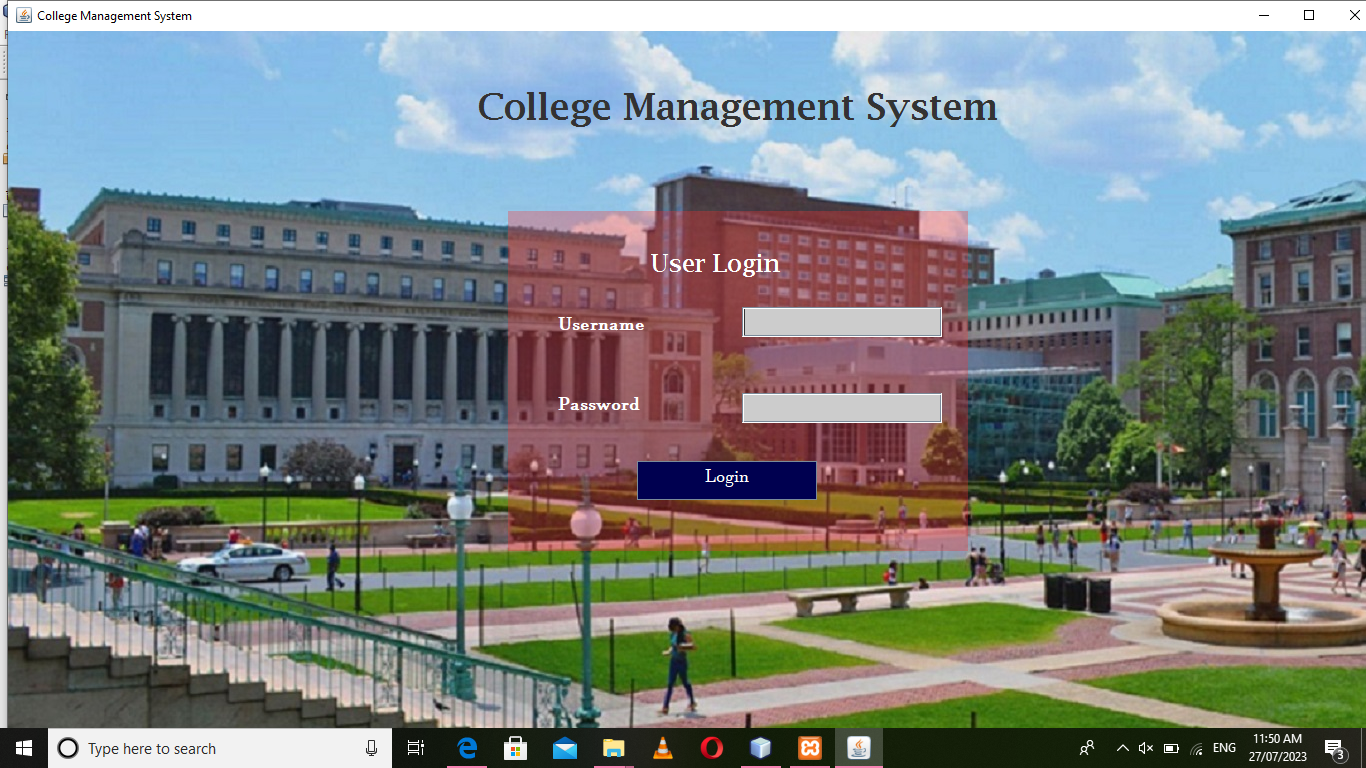 College Management System
College Management System
User Login
Username
Password
Login
Type here to search
ENG
11:50 AM
27/07/2023
3